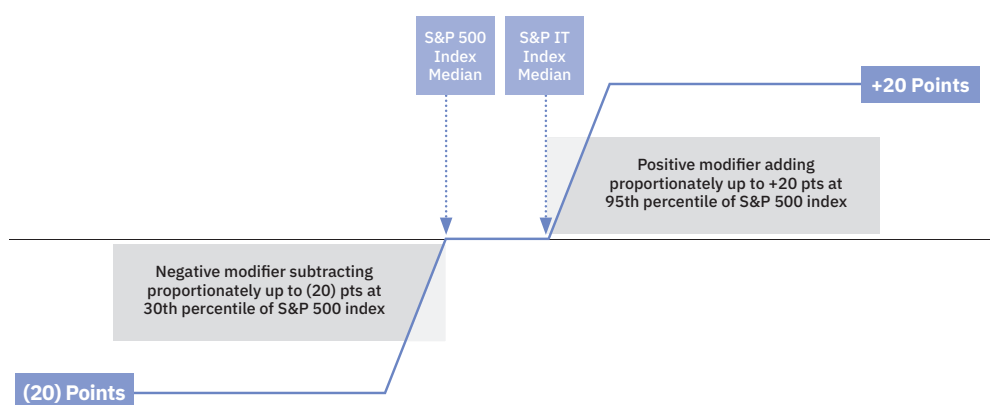 S&P 500
Index
Median
S&P IT
Index
Median
+20 Points
Positive modifier adding
proportionately up to +20 pts at
95th percentile of S&P 500 index
Negative modifier subtracting
proportionately up to (20) pts at
30th percentile of S&P 500 index
(20) Points